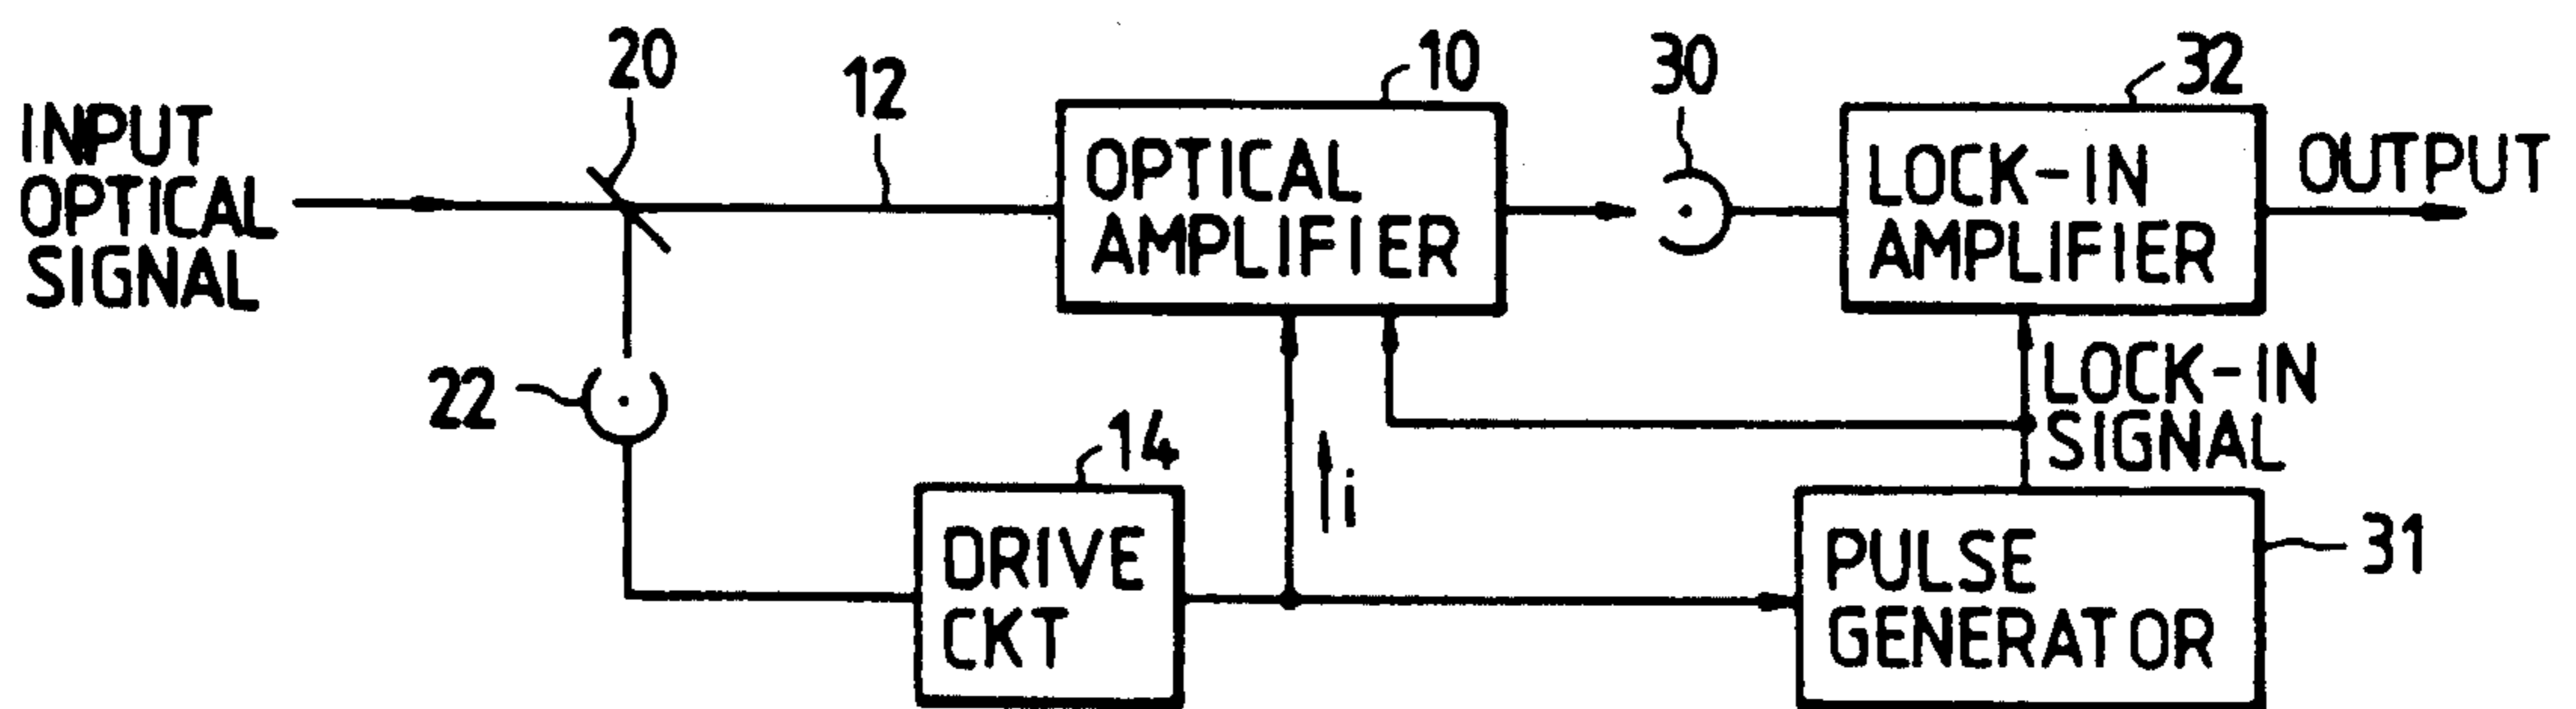 20
12
10
30
32
INPUT
OPTICAL
SIGNAL
OPTICAL
AMPLIFIER
LOCK-IN
AMPLIFIER
OUTPUT
22
14
i
LOCK-IN
SIGNAL
DRIVE
CKT
PULSE
GENERATOR
31